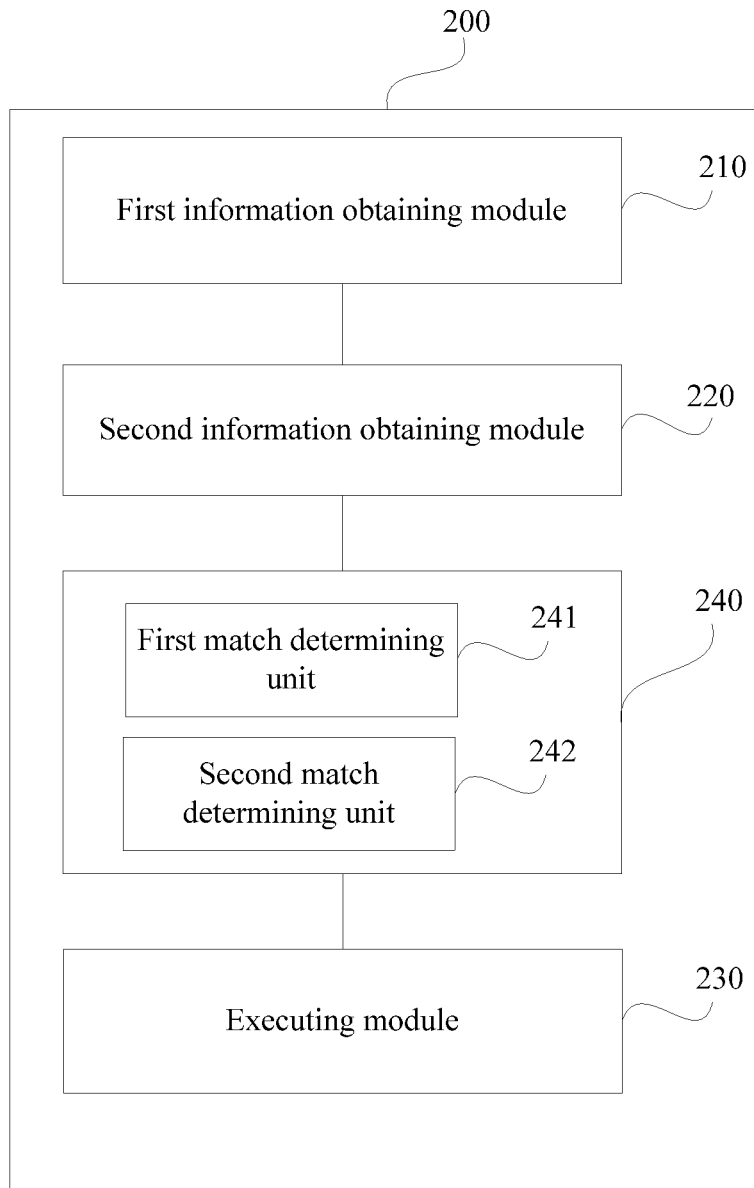 200
First information obtaining module
210
Second information obtaining module
220
First match determining
unit
241
240
Second match
determining unit
242
Executing module
230